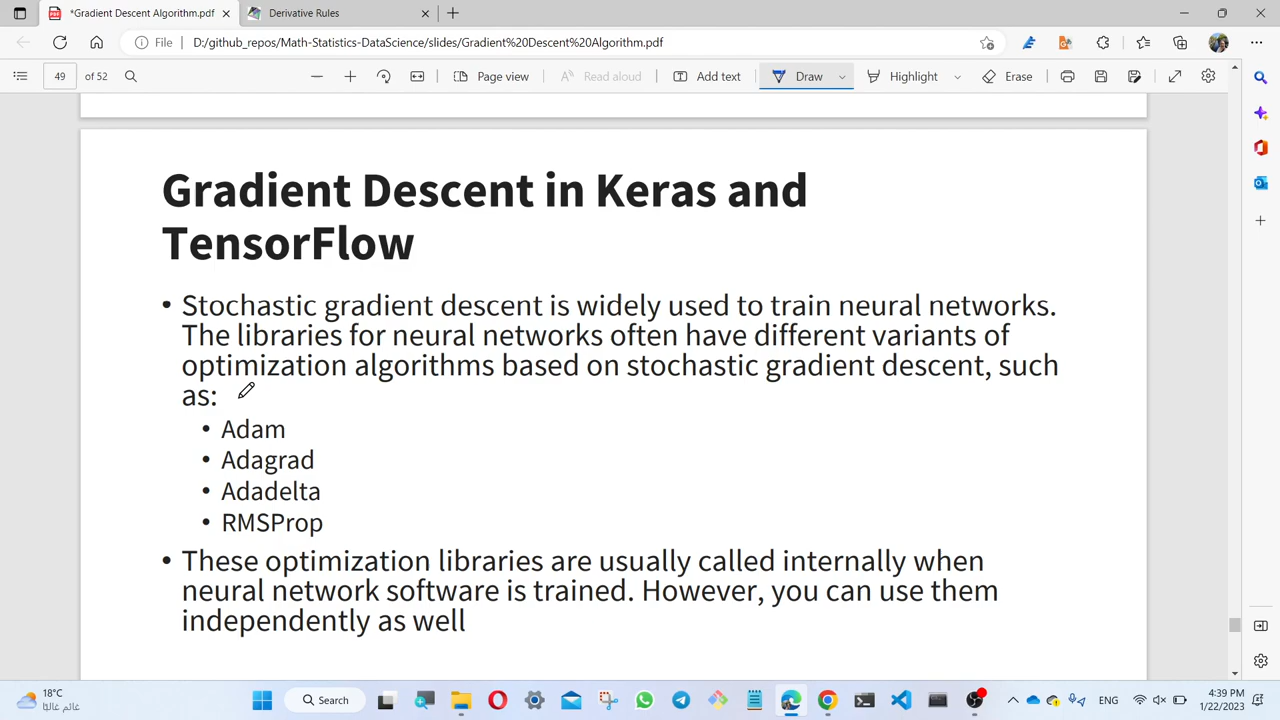 *Gradient Descent Algorithm.pdf
Derivative Rules
File
D:/github_repos/Math-Statistics-DataScience/slides/Gradient%20Descent%20Algorithm.pdf
49 of 52
Page view
Read aloud
Add text
Draw
Highlight
Erase
Gradient Descent in Keras and
TensorFlow
• Stochastic gradient descent is widely used to train neural networks.
The libraries for neural networks often have different variants of
optimization algorithms based on stochastic gradient descent, such
as:
• Adam
• Adagrad
• Adadelta
• RMSProp
• These optimization libraries are usually called internally when
neural network software is trained. However, you can use them
independently as well
18°C
غائم غالبا
Search
ENG
4:39 PM
1/22/2023